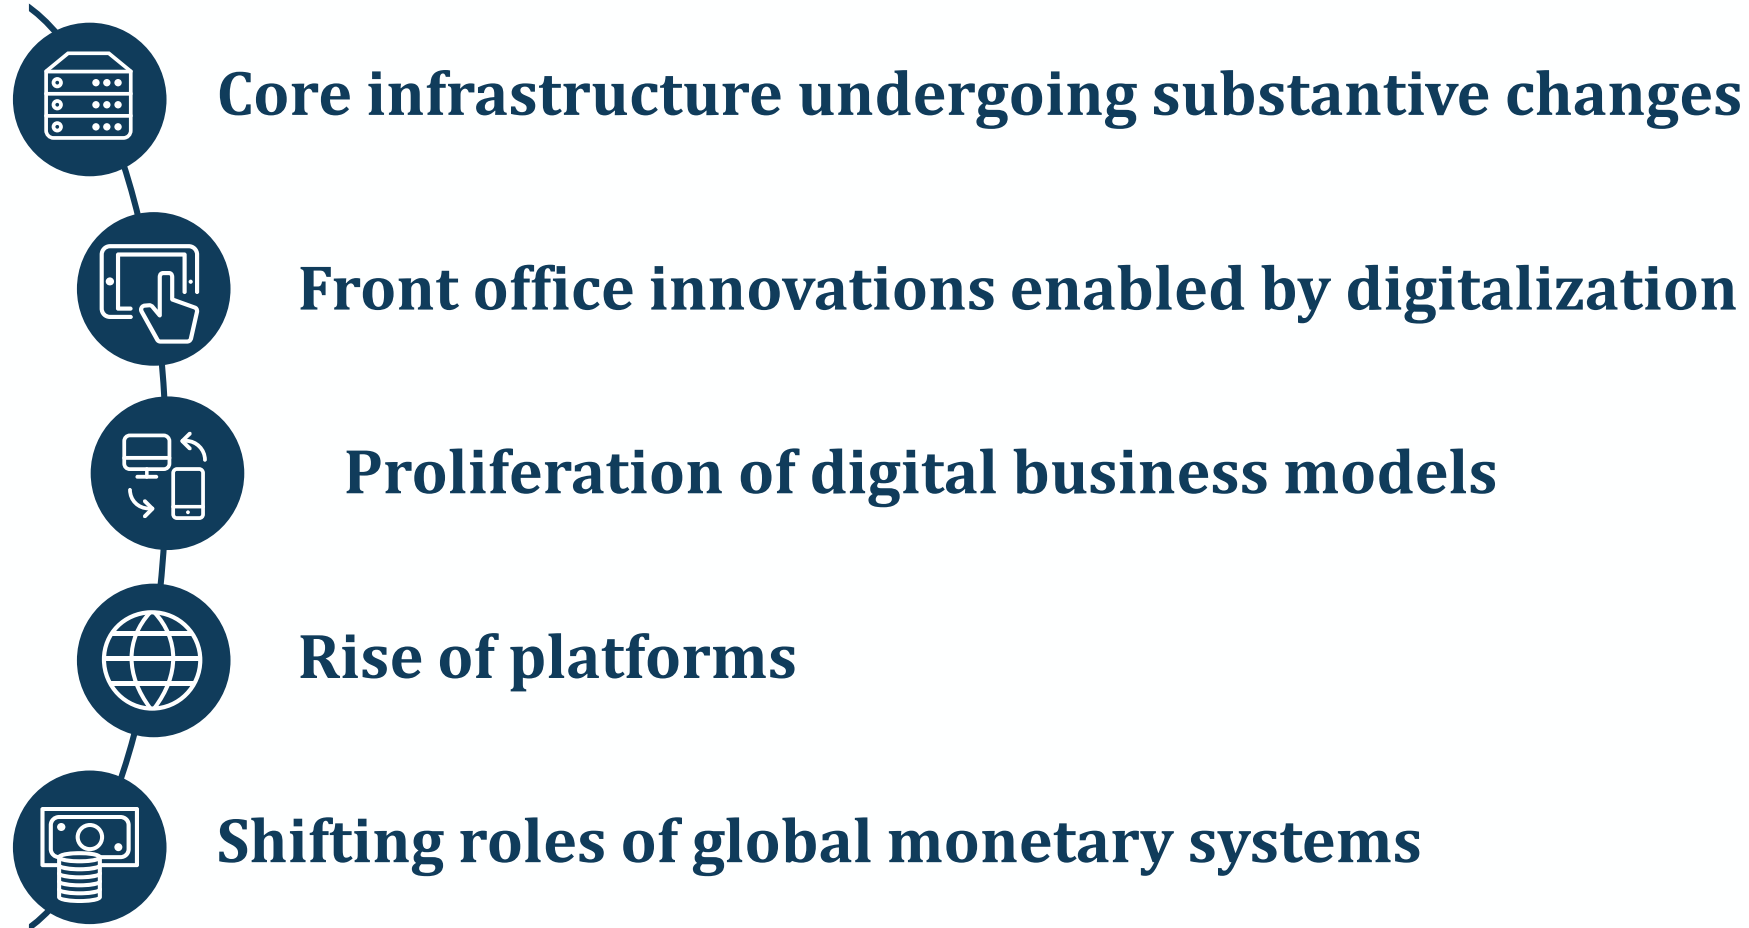 Core infrastructure undergoing substantive changes
Front office innovations enabled by digitalization
Proliferation of digital business models
Rise of platforms
Shifting roles of global monetary systems